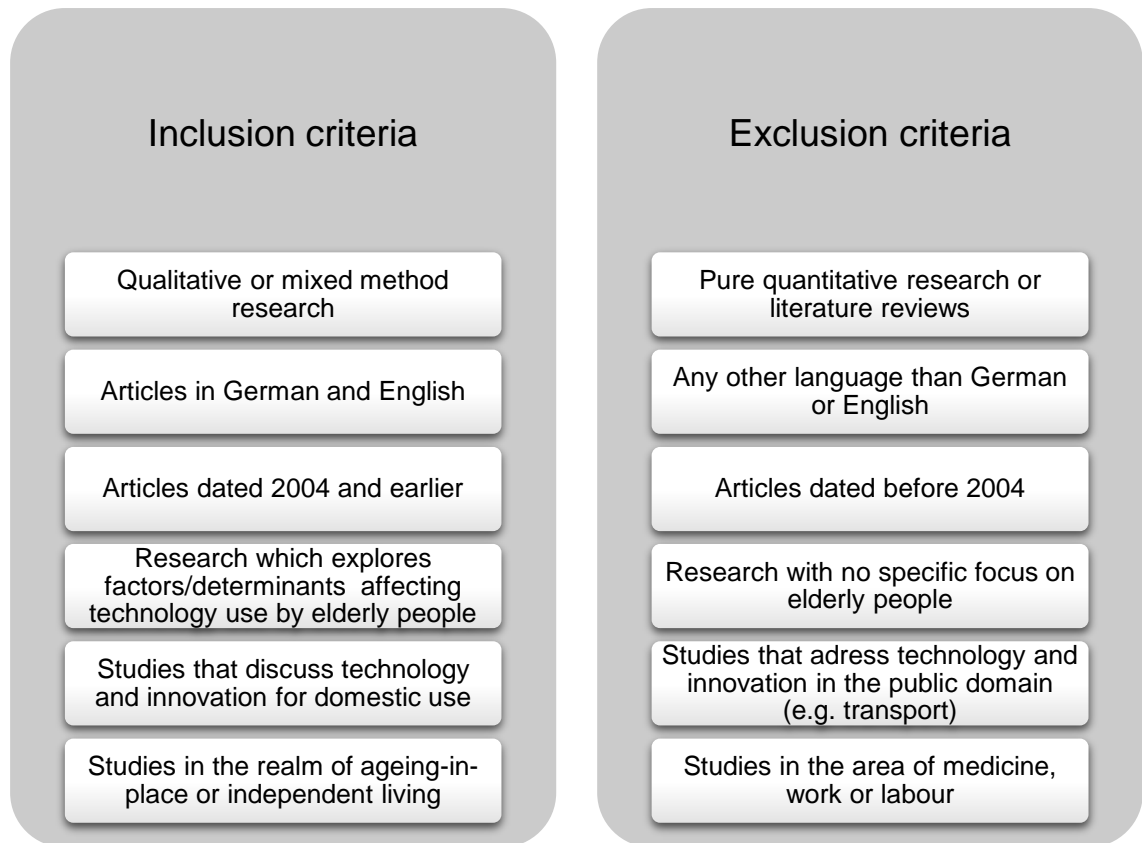 Inclusion criteria
Qualitative or mixed method
research
Articles in German and English
Articles dated 2004 and earlier
Research which explores
factors/determinants affecting
technology use by elderly people
Studies that discuss technology
and innovation for domestic use
Studies in the realm of ageing-in-
place or independent living
Exclusion criteria
Pure quantitative research or
literature reviews
Any other language than German
or English
Articles dated before 2004
Research with no specific focus on
elderly people
Studies that adress technology and
innovation in the public domain
(e.g. transport)
Studies in the area of medicine,
work or labour